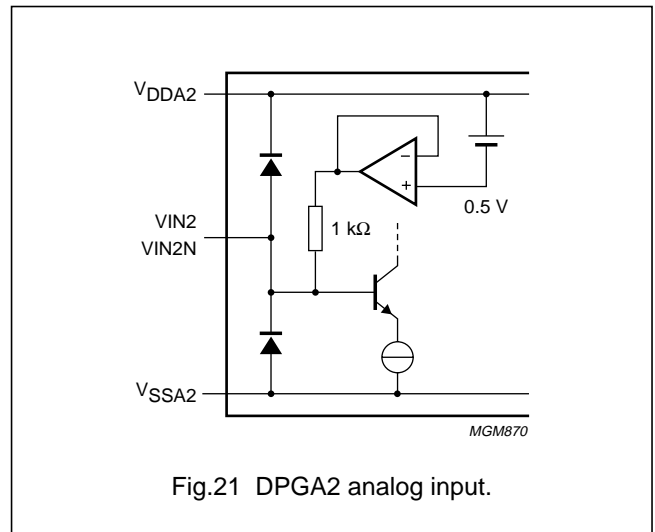 VDDA2
−
+
0.5 V
VIN2
VIN2N
1 kΩ
VSSA2
MGM870
Fig.21 DPGA2 analog input.